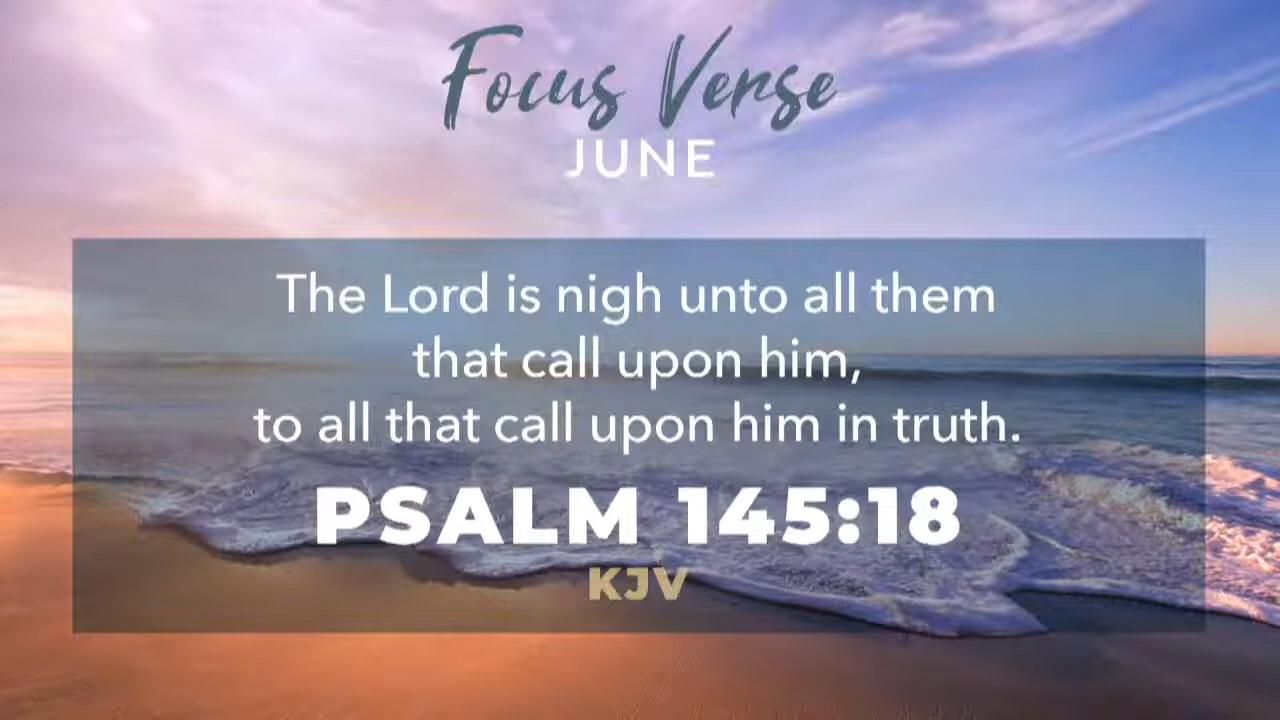 Focus Verse
JUNE
The Lord is nigh unto all them
that call upon him,
to all that call upon him in truth.
PSALM 145:18
KJV